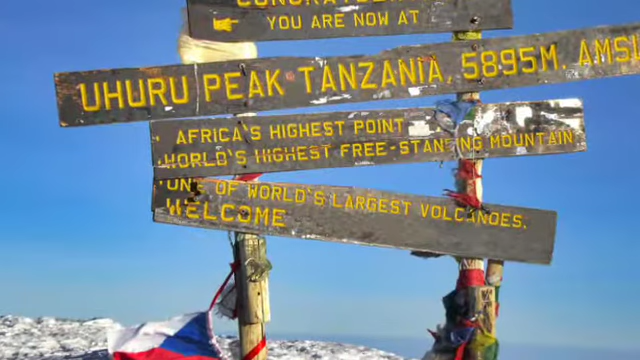 YOU ARE NOW AT
UHURU PEAK, TANZANIA, 5895M. AMSL
AFRICA'S HIGHEST POINT
WORLD'S HIGHEST FREE-STANDING MOUNTAIN
ONE OF WORLD'S LARGEST VOLCANOES.
WELCOME